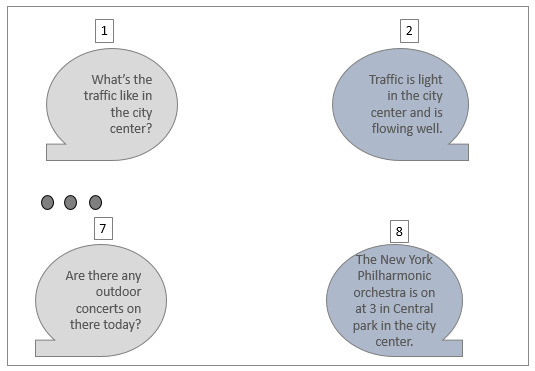 1
What's the
traffic like in
the city
center?
2
Traffic is light
in the city
center and is
flowing well.
7
Are there any
outdoor
concerts on
there today?
8
The New York
Philharmonic
orchestra is on
at 3 in Central
park in the city
center.